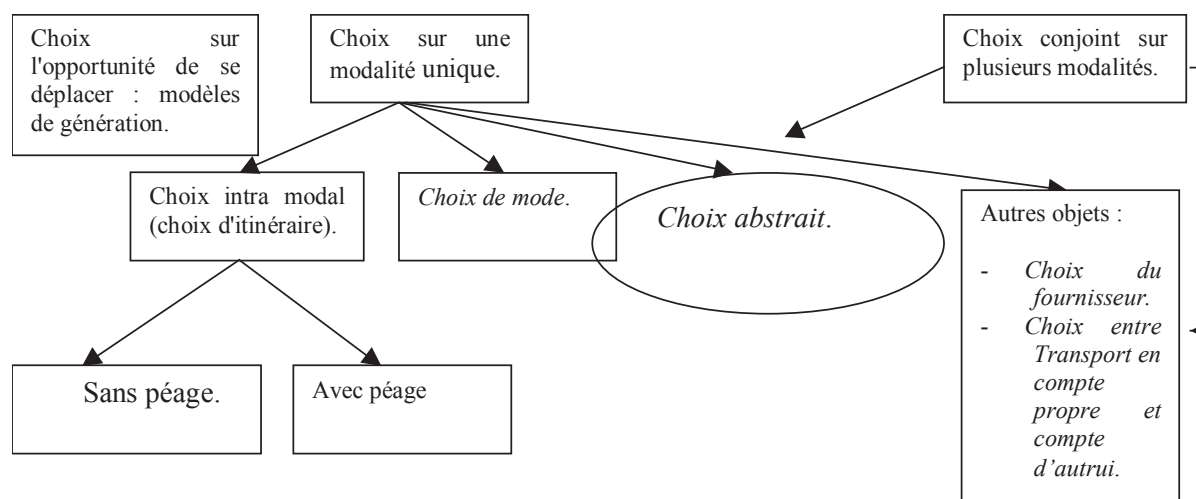 Choix sur
l'opportunité de se
déplacer : modèles
de génération.
Choix sur une
modalité unique.
Choix conjoint sur
plusieurs modalités.
Choix intra modal
(choix d'itinéraire).
Choix de mode.
Choix abstrait.
Autres objets :
- Choix du
fournisseur.
- Choix entre
Transport en
compte
propre et
compte
d’autrui.
Sans péage.
Avec péage